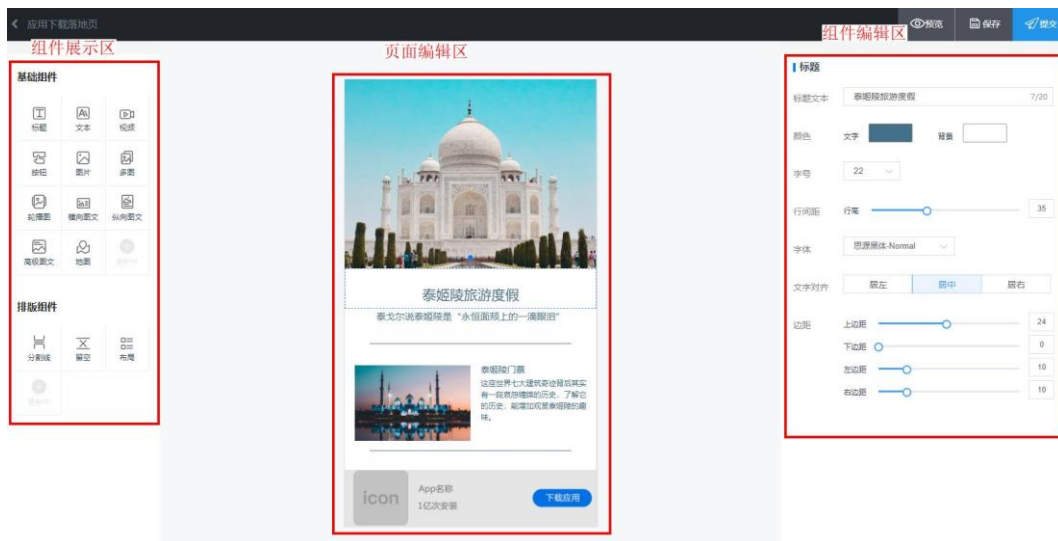 应用下载落地页
预览 保存 提交
组件展示区
页面编辑区
组件编辑区
基础组件
标题 文本 视频
按钮 图片 多图
轮播图 横向图文 纵向图文
高级图文 地图
排版组件
分割线 留空 布局
泰姬陵旅游度假
泰戈尔说泰姬陵是“永恒面颊上的一滴眼泪”
泰姬陵门票
这座世界七大建筑奇迹背后其实
有一段哀怨缠绵的历史，了解它
的历史，能增加观赏泰姬陵的趣
味。
icon
App名称
1亿次安装
下载应用
标题
标题文本 泰姬陵旅游度假 7/20
颜色 文字 背景
字号 22
行间距 行高 35
字体 思源黑体-Normal
文字对齐 居左 居中 居右
边距 上边距 24
下边距 0
左边距 10
右边距 10